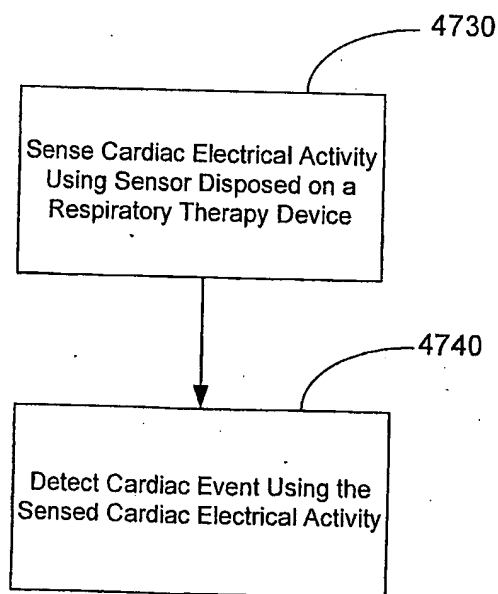 4730
Sense Cardiac Electrical Activity
Using Sensor Disposed on a
Respiratory Therapy Device
4740
Detect Cardiac Event Using the
Sensed Cardiac Electrical Activity